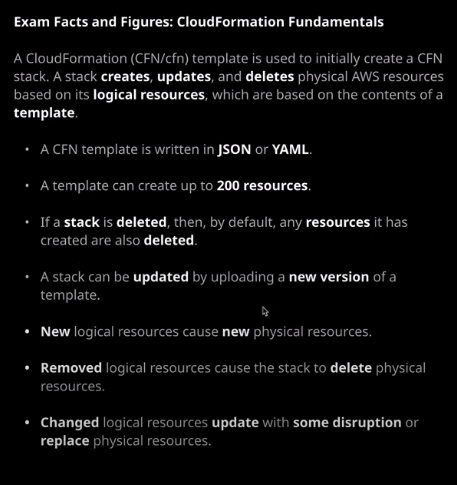 Exam Facts and Figures: CloudFormation Fundamentals
A CloudFormation (CFN/cfn) template is used to initially create a CFN
stack. A stack creates, updates, and deletes physical AWS resources
based on its logical resources, which are based on the contents of a
template.
• A CFN template is written in JSON or YAML.
• A template can create up to 200 resources.
• If a stack is deleted, then, by default, any resources it has
created are also deleted.
• A stack can be updated by uploading a new version of a
template.
• New logical resources cause new physical resources.
• Removed logical resources cause the stack to delete physical
resources.
• Changed logical resources update with some disruption or
replace physical resources.